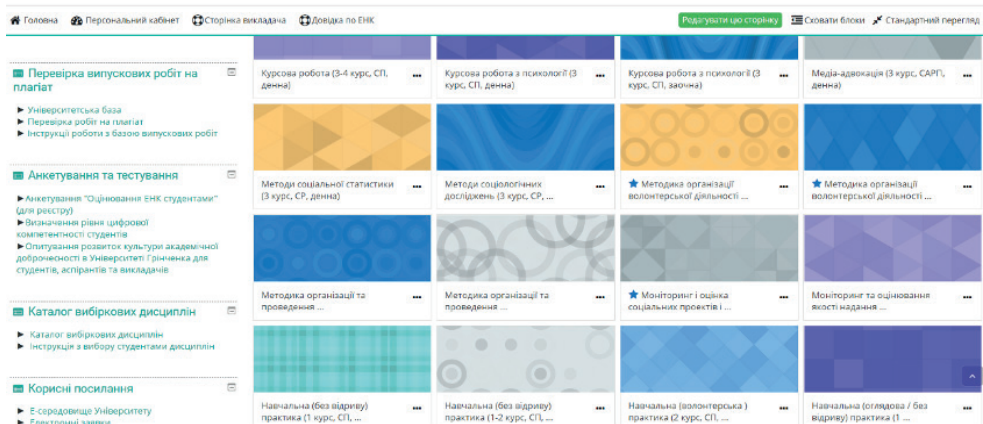 Головна Персональний кабінет Сторінка викладача Довідка по ЕНК Редагувати цю сторінку Сховати блоки Стандартний перегляд
Перевірка випускових робіт на
плагіат
► Університетська база
► Перевірка робіт на плагіат
► Інструкції роботи з базою випускових робіт
Анкетування та тестування
►Анкетування "Оцінювання ЕНК студентами"
(для реєстру)
►Визначення рівня цифрової
компетентності студентів
►Опитування розвиток культури академічної
доброчесності в Університеті Грінченка для
студентів, аспірантів та викладачів
Каталог вибіркових дисциплін
► Каталог вибіркових дисциплін
► Інструкція з вибору студентами дисциплін
Корисні посилання
► Е-середовище Університету
► Електронні заявки
Курсова робота (3-4 курс, СП,
денна)
Курсова робота з психології (3
курс, СП, денна)
Курсова робота з психології (3
курс, СП, заочна)
Медіа-адвокація (3 курс, САРП,
денна)
Методи соціальної статистики
(3 курс, СР, денна)
Методи соціологічних
досліджень (3 курс, СР, ...
Методика організації
волонтерської діяльності ...
Методика організації
волонтерської діяльності ...
Методика організації та
проведення ...
Методика організації та
проведення ...
Моніторинг і оцінка
соціальних проектів і ...
Моніторинг та оцінювання
якості надання ...
Навчальна (без відриву)
практика (1 курс, СП, ...
Навчальна (без відриву)
практика (1-2 курс, СП, ...
Навчальна (волонтерська )
практика (2 курс, СП, ...
Навчальна (оглядова / без
відриву) практика (1 ...